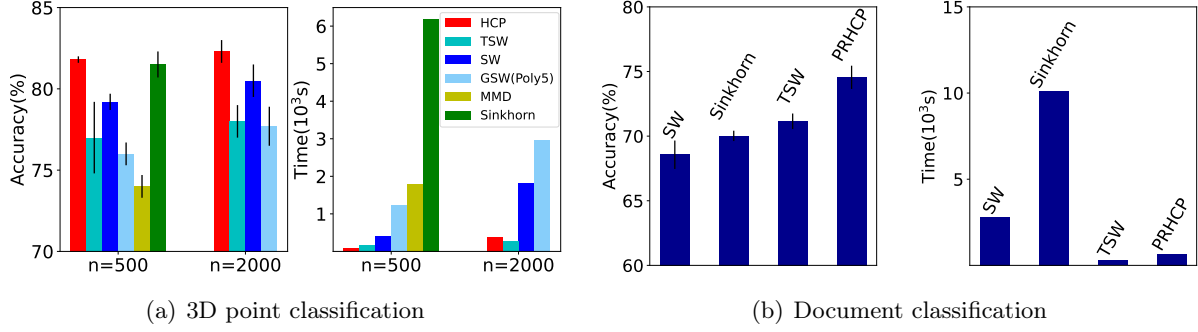 85
80
75
70
Accuracy(%)
n=500
n=2000
6
5
4
3
2
1
Time(10³s)
HCP
TSW
SW
GSW(Poly5)
MMD
Sinkhorn
n=500
n=2000
(a) 3D point classification
80
75
70
65
60
Accuracy(%)
SW
Sinkhorn
TSW
PRHCP
15
10
5
Time(10³s)
SW
Sinkhorn
TSW
PRHCP
(b) Document classification